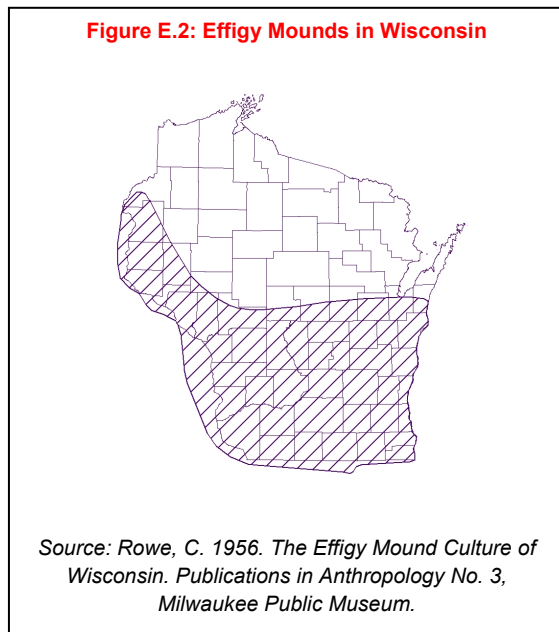 Figure E.2: Effigy Mounds in Wisconsin
Source: Rowe, C. 1956. The Effigy Mound Culture of
Wisconsin. Publications in Anthropology No. 3,
Milwaukee Public Museum.